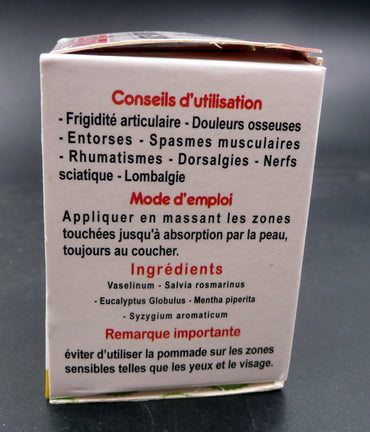 Conseils d'utilisation
- Frigidité articulaire - Douleurs osseuses
- Entorses - Spasmes musculaires
- Rhumatismes - Dorsalgies - Nerfs
sciatique - Lombalgie
Mode d'emploi
Appliquer en massant les zones
touchées jusqu'à absorption par la peau,
toujours au coucher.
Ingrédients
Vaselinum - Salvia rosmarinus
- Eucalyptus Globulus - Mentha piperita
- Syzygium aromaticum
Remarque importante
éviter d'utiliser la pommade sur les zones
sensibles telles que les yeux et le visage.